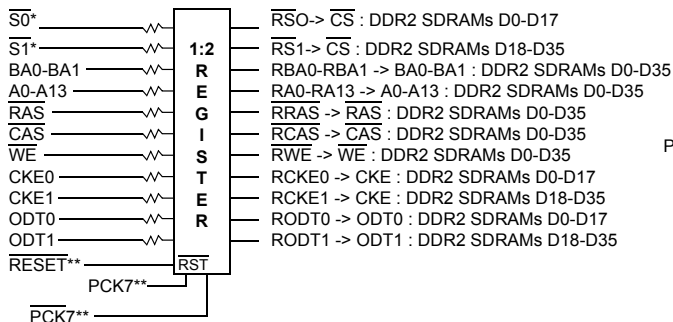 S0* RSO-> CS : DDR2 SDRAMs D0-D17
S1* 1:2 RS1-> CS : DDR2 SDRAMs D18-D35
BA0-BA1 R RBA0-RBA1 -> BA0-BA1 : DDR2 SDRAMs D0-D35
A0-A13 E RA0-RA13 -> A0-A13 : DDR2 SDRAMs D0-D35
RAS G RRAS -> RAS : DDR2 SDRAMs D0-D35
CAS I RCAS -> CAS : DDR2 SDRAMs D0-D35
WE S RWE -> WE : DDR2 SDRAMs D0-D35 P
CKE0 T RCKE0 -> CKE : DDR2 SDRAMs D0-D17
CKE1 E RCKE1 -> CKE : DDR2 SDRAMs D18-D35
ODT0 R RODT0 -> ODT0 : DDR2 SDRAMs D0-D17
ODT1 RODT1 -> ODT1 : DDR2 SDRAMs D18-D35
RESET** RST
PCK7**
PCK7**